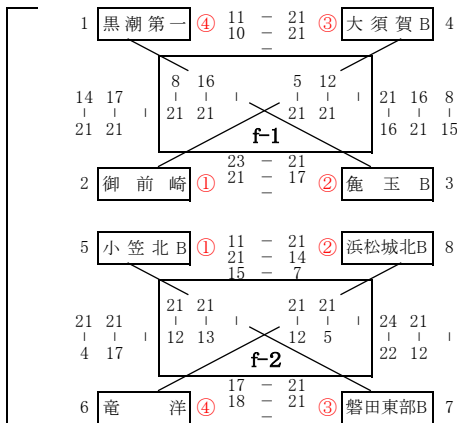 1 黒潮第一 ④ 11 － 21 ③ 大須賀B 4
10 － 21
－
8 16 5 12
14 17 － － － － － － 21 16 8
－ － － 21 21 21 21 － － －
21 21 16 21 15
f-1
23 － 21
2 御前崎 ① 21 － 17 ② 麁玉B 3
－
5 小笠北B ① 11 － 21 ② 浜松城北B 8
21 － 14
15 － 7
21 21 21 21
21 21 － － － － － － 24 21
－ － － 12 13 12 5 － － －
4 17 22 12
f-2
17 － 21
6 竜洋 ④ 18 － 21 ③ 磐田東部B 7
－